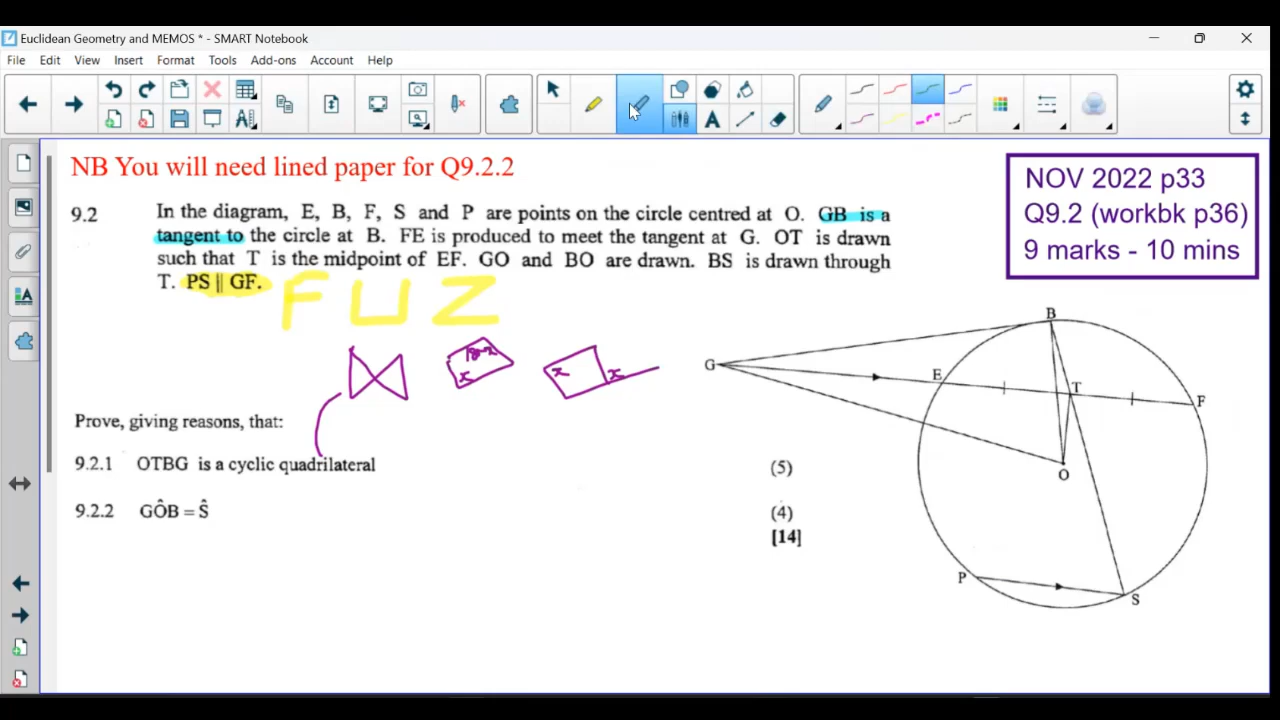 Euclidean Geometry and MEMOS * - SMART Notebook
File Edit View Insert Format Tools Add-ons Account Help
NB You will need lined paper for Q9.2.2
NOV 2022 p33
Q9.2 (workbk p36)
9 marks - 10 mins
9.2 In the diagram, E, B, F, S and P are points on the circle centred at O. GB is a
tangent to the circle at B. FE is produced to meet the tangent at G. OT is drawn
such that T is the midpoint of EF. GO and BO are drawn. BS is drawn through
T. PS || GF.
F U Z
x
x x
B
G
E
T
F
O
P
S
Prove, giving reasons, that:
9.2.1 OTBG is a cyclic quadrilateral (5)
9.2.2 GÔB = Ŝ (4)
[14]